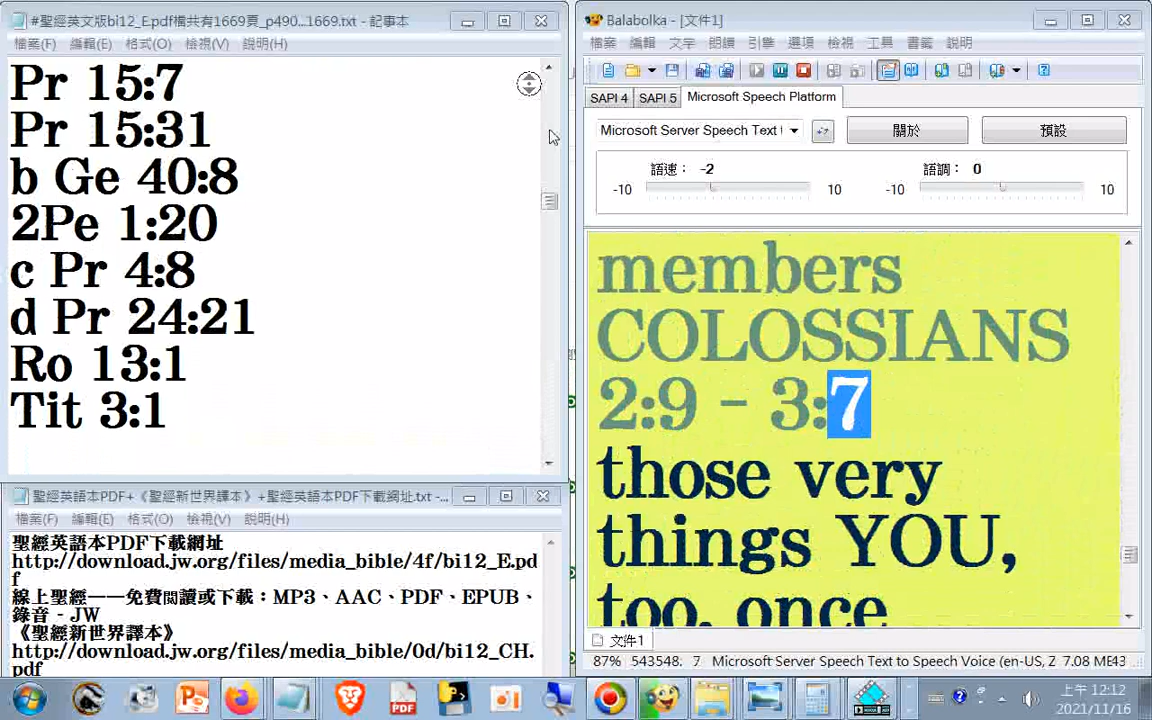 #聖經英文版bi12_E.pdf檔共有1669頁_p490...1669.txt - 記事本
檔案(F) 編輯(E) 格式(O) 檢視(V) 說明(H)
Pr 15:7
Pr 15:31
b Ge 40:8
2Pe 1:20
c Pr 4:8
d Pr 24:21
Ro 13:1
Tit 3:1
聖經英語本PDF+《聖經新世界譯本》+聖經英語本PDF下載網址.txt -...
檔案(F) 編輯(E) 格式(O) 檢視(V) 說明(H)
聖經英語本PDF下載網址
http://download.jw.org/files/media_bible/4f/bi12_E.pd
f
線上聖經──免費閱讀或下載：MP3、AAC、PDF、EPUB、
錄音 - JW
《聖經新世界譯本》
http://download.jw.org/files/media_bible/0d/bi12_CH.
pdf
Balabolka - [文件1]
檔案 編輯 文字 朗讀 引擎 選項 檢視 工具 書籤 說明
SAPI 4 SAPI 5 Microsoft Speech Platform
Microsoft Server Speech Text 關於 預設
語速： -2 語調： 0
-10 10 -10 10
members
COLOSSIANS
2:9 – 3:7
those very
things YOU,
too, once
文件1
87% 543548. 7 Microsoft Server Speech Text to Speech Voice (en-US, Z 7.08 ME43
PDF
上午 12:12
2021/11/16